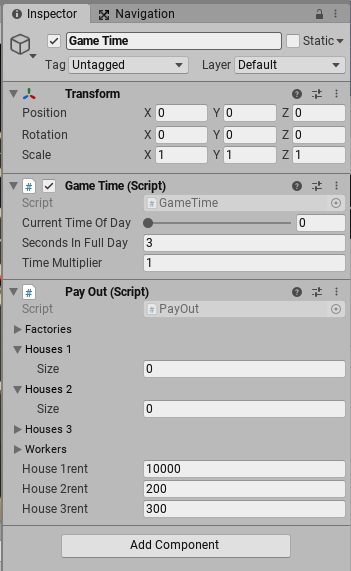 Inspector Navigation
Game Time Static
Tag Untagged Layer Default
Transform
Position X 0 Y 0 Z 0
Rotation X 0 Y 0 Z 0
Scale X 1 Y 1 Z 1
# Game Time (Script)
Script # GameTime
Current Time Of Day 0
Seconds In Full Day 3
Time Multiplier 1
# Pay Out (Script)
Script # PayOut
Factories
Houses 1
Size 0
Houses 2
Size 0
Houses 3
Workers
House 1rent 10000
House 2rent 200
House 3rent 300
Add Component